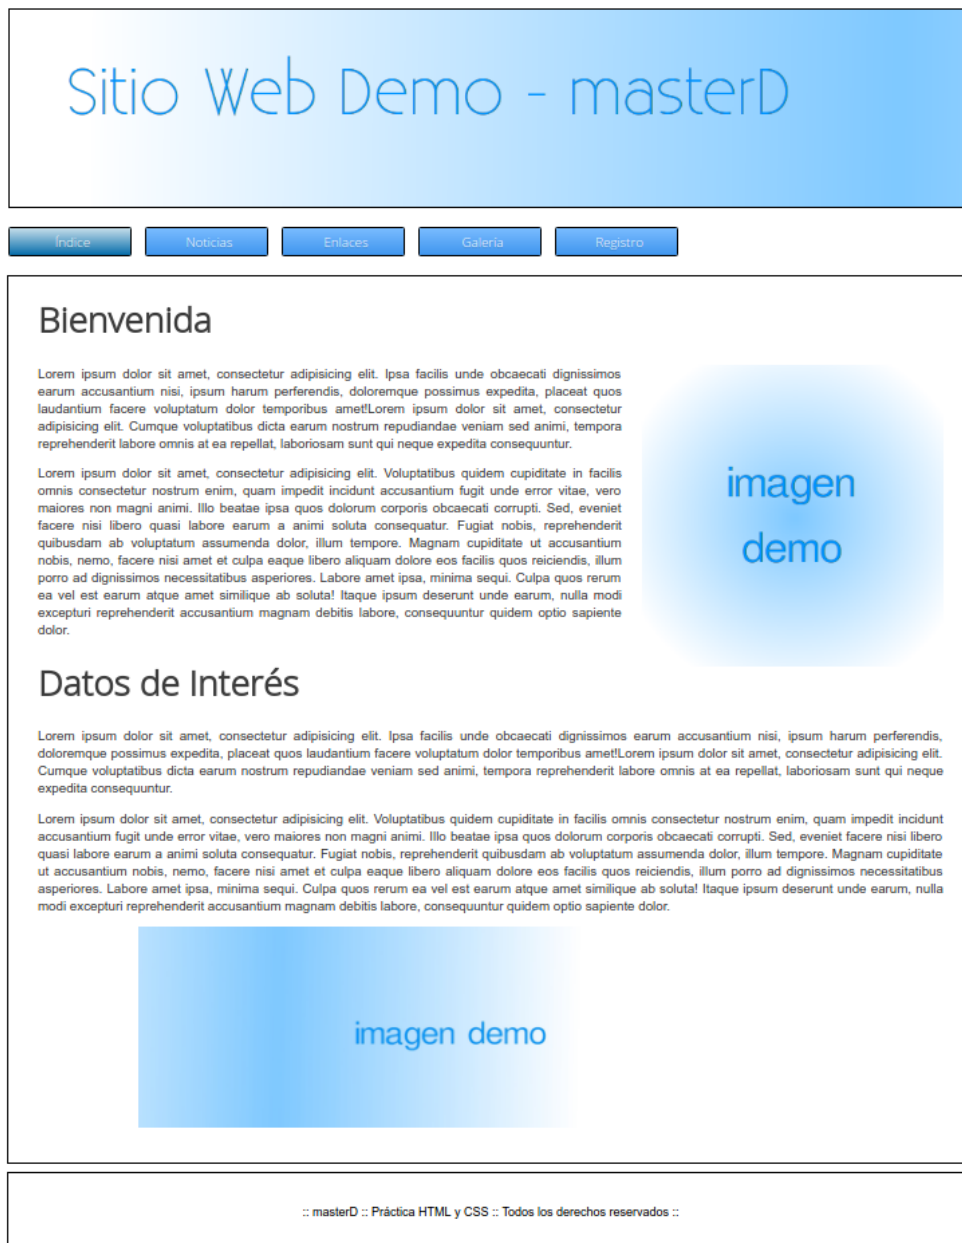 Sitio Web Demo - masterD
Índice
Noticias
Enlaces
Galería
Registro
Bienvenida
Lorem ipsum dolor sit amet, consectetur adipisicing elit. Ipsa facilis unde obcaecati dignissimos
earum accusantium nisi, ipsum harum perferendis, doloremque possimus expedita, placeat quos
laudantium facere voluptatum dolor temporibus amet!Lorem ipsum dolor sit amet, consectetur
adipisicing elit. Cumque voluptatibus dicta earum nostrum repudiandae veniam sed animi, tempora
reprehenderit labore omnis at ea repellat, laboriosam sunt qui neque expedita consequuntur.
Lorem ipsum dolor sit amet, consectetur adipisicing elit. Voluptatibus quidem cupiditate in facilis
omnis consectetur nostrum enim, quam impedit incidunt accusantium fugit unde error vitae, vero
maiores non magni animi. Illo beatae ipsa quos dolorum corporis obcaecati corrupti. Sed, eveniet
facere nisi libero quasi labore earum a animi soluta consequatur. Fugiat nobis, reprehenderit
quibusdam ab voluptatum assumenda dolor, illum tempore. Magnam cupiditate ut accusantium
nobis, nemo, facere nisi amet et culpa eaque libero aliquam dolore eos facilis quos reiciendis, illum
porro ad dignissimos necessitatibus asperiores. Labore amet ipsa, minima sequi. Culpa quos rerum
ea vel est earum atque amet similique ab soluta! Itaque ipsum deserunt unde earum, nulla modi
excepturi reprehenderit accusantium magnam debitis labore, consequuntur quidem optio sapiente
dolor.
imagen
demo
Datos de Interés
Lorem ipsum dolor sit amet, consectetur adipisicing elit. Ipsa facilis unde obcaecati dignissimos earum accusantium nisi, ipsum harum perferendis,
doloremque possimus expedita, placeat quos laudantium facere voluptatum dolor temporibus amet!Lorem ipsum dolor sit amet, consectetur adipisicing elit.
Cumque voluptatibus dicta earum nostrum repudiandae veniam sed animi, tempora reprehenderit labore omnis at ea repellat, laboriosam sunt qui neque
expedita consequuntur.
Lorem ipsum dolor sit amet, consectetur adipisicing elit. Voluptatibus quidem cupiditate in facilis omnis consectetur nostrum enim, quam impedit incidunt
accusantium fugit unde error vitae, vero maiores non magni animi. Illo beatae ipsa quos dolorum corporis obcaecati corrupti. Sed, eveniet facere nisi libero
quasi labore earum a animi soluta consequatur. Fugiat nobis, reprehenderit quibusdam ab voluptatum assumenda dolor, illum tempore. Magnam cupiditate
ut accusantium nobis, nemo, facere nisi amet et culpa eaque libero aliquam dolore eos facilis quos reiciendis, illum porro ad dignissimos necessitatibus
asperiores. Labore amet ipsa, minima sequi. Culpa quos rerum ea vel est earum atque amet similique ab soluta! Itaque ipsum deserunt unde earum, nulla
modi excepturi reprehenderit accusantium magnam debitis labore, consequuntur quidem optio sapiente dolor.
imagen demo
:: masterD :: Práctica HTML y CSS :: Todos los derechos reservados ::